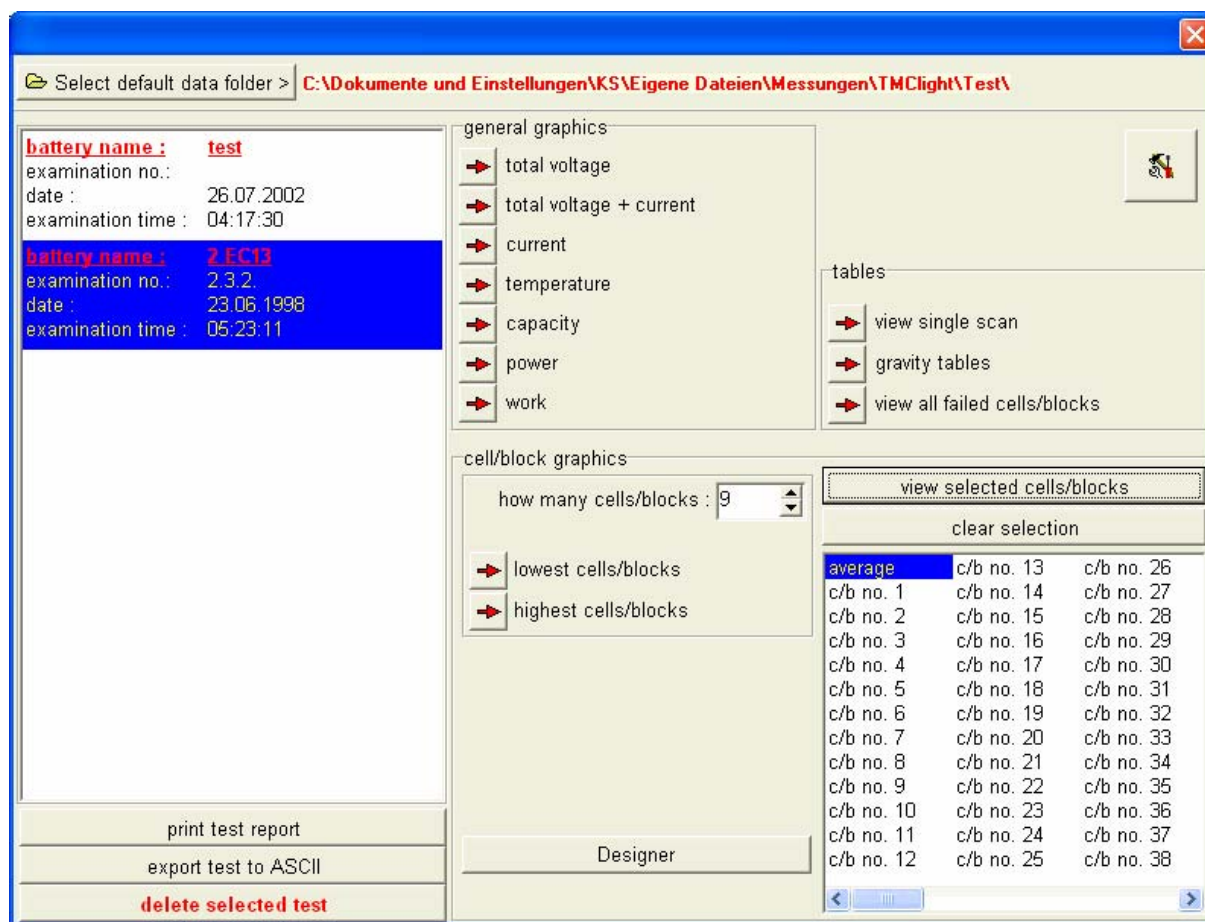 Select default data folder > C:\Dokumente und Einstellungen\KS\Eigene Dateien\Messungen\TMClight\Test\
battery name : test
examination no.:
date : 26.07.2002
examination time : 04:17:30
battery name : 2 EC13
examination no.: 2.3.2.
date : 23.06.1998
examination time : 05:23:11
print test report
export test to ASCII
delete selected test
general graphics
total voltage
total voltage + current
current
temperature
capacity
power
work
tables
view single scan
gravity tables
view all failed cells/blocks
cell/block graphics
how many cells/blocks : 9
lowest cells/blocks
highest cells/blocks
Designer
view selected cells/blocks
clear selection
average c/b no. 13 c/b no. 26
c/b no. 1 c/b no. 14 c/b no. 27
c/b no. 2 c/b no. 15 c/b no. 28
c/b no. 3 c/b no. 16 c/b no. 29
c/b no. 4 c/b no. 17 c/b no. 30
c/b no. 5 c/b no. 18 c/b no. 31
c/b no. 6 c/b no. 19 c/b no. 32
c/b no. 7 c/b no. 20 c/b no. 33
c/b no. 8 c/b no. 21 c/b no. 34
c/b no. 9 c/b no. 22 c/b no. 35
c/b no. 10 c/b no. 23 c/b no. 36
c/b no. 11 c/b no. 24 c/b no. 37
c/b no. 12 c/b no. 25 c/b no. 38